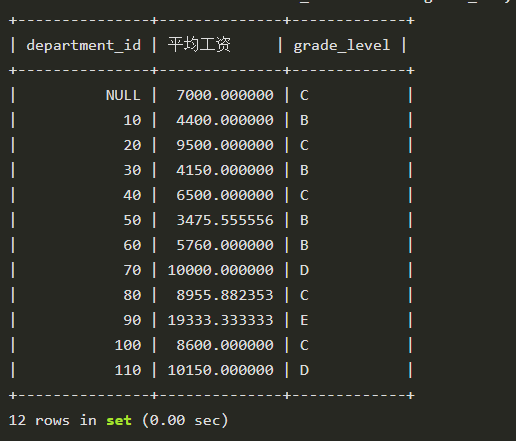 +---------------+--------------+-------------+
| department_id | 平均工资     | grade_level |
+---------------+--------------+-------------+
|          NULL |  7000.000000 | C           |
|            10 |  4400.000000 | B           |
|            20 |  9500.000000 | C           |
|            30 |  4150.000000 | B           |
|            40 |  6500.000000 | C           |
|            50 |  3475.555556 | B           |
|            60 |  5760.000000 | B           |
|            70 | 10000.000000 | D           |
|            80 |  8955.882353 | C           |
|            90 | 19333.333333 | E           |
|           100 |  8600.000000 | C           |
|           110 | 10150.000000 | D           |
+---------------+--------------+-------------+
12 rows in set (0.00 sec)